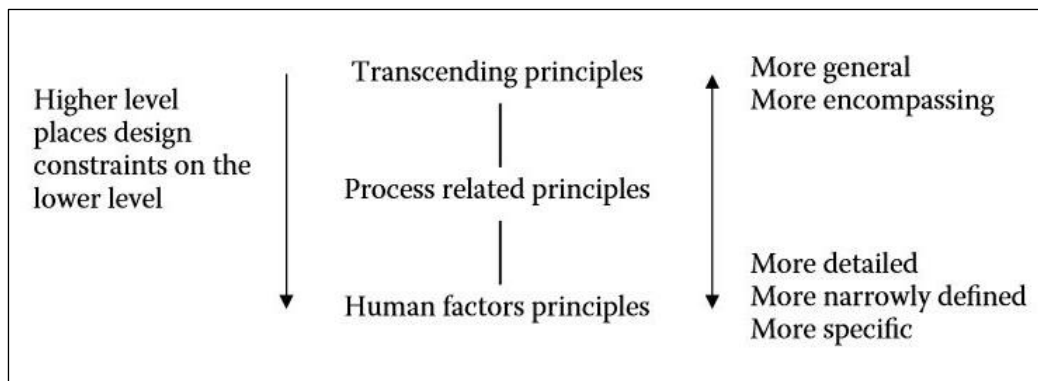 Higher level
places design
constraints on the
lower level
Transcending principles
Process related principles
Human factors principles
More general
More encompassing
More detailed
More narrowly defined
More specific